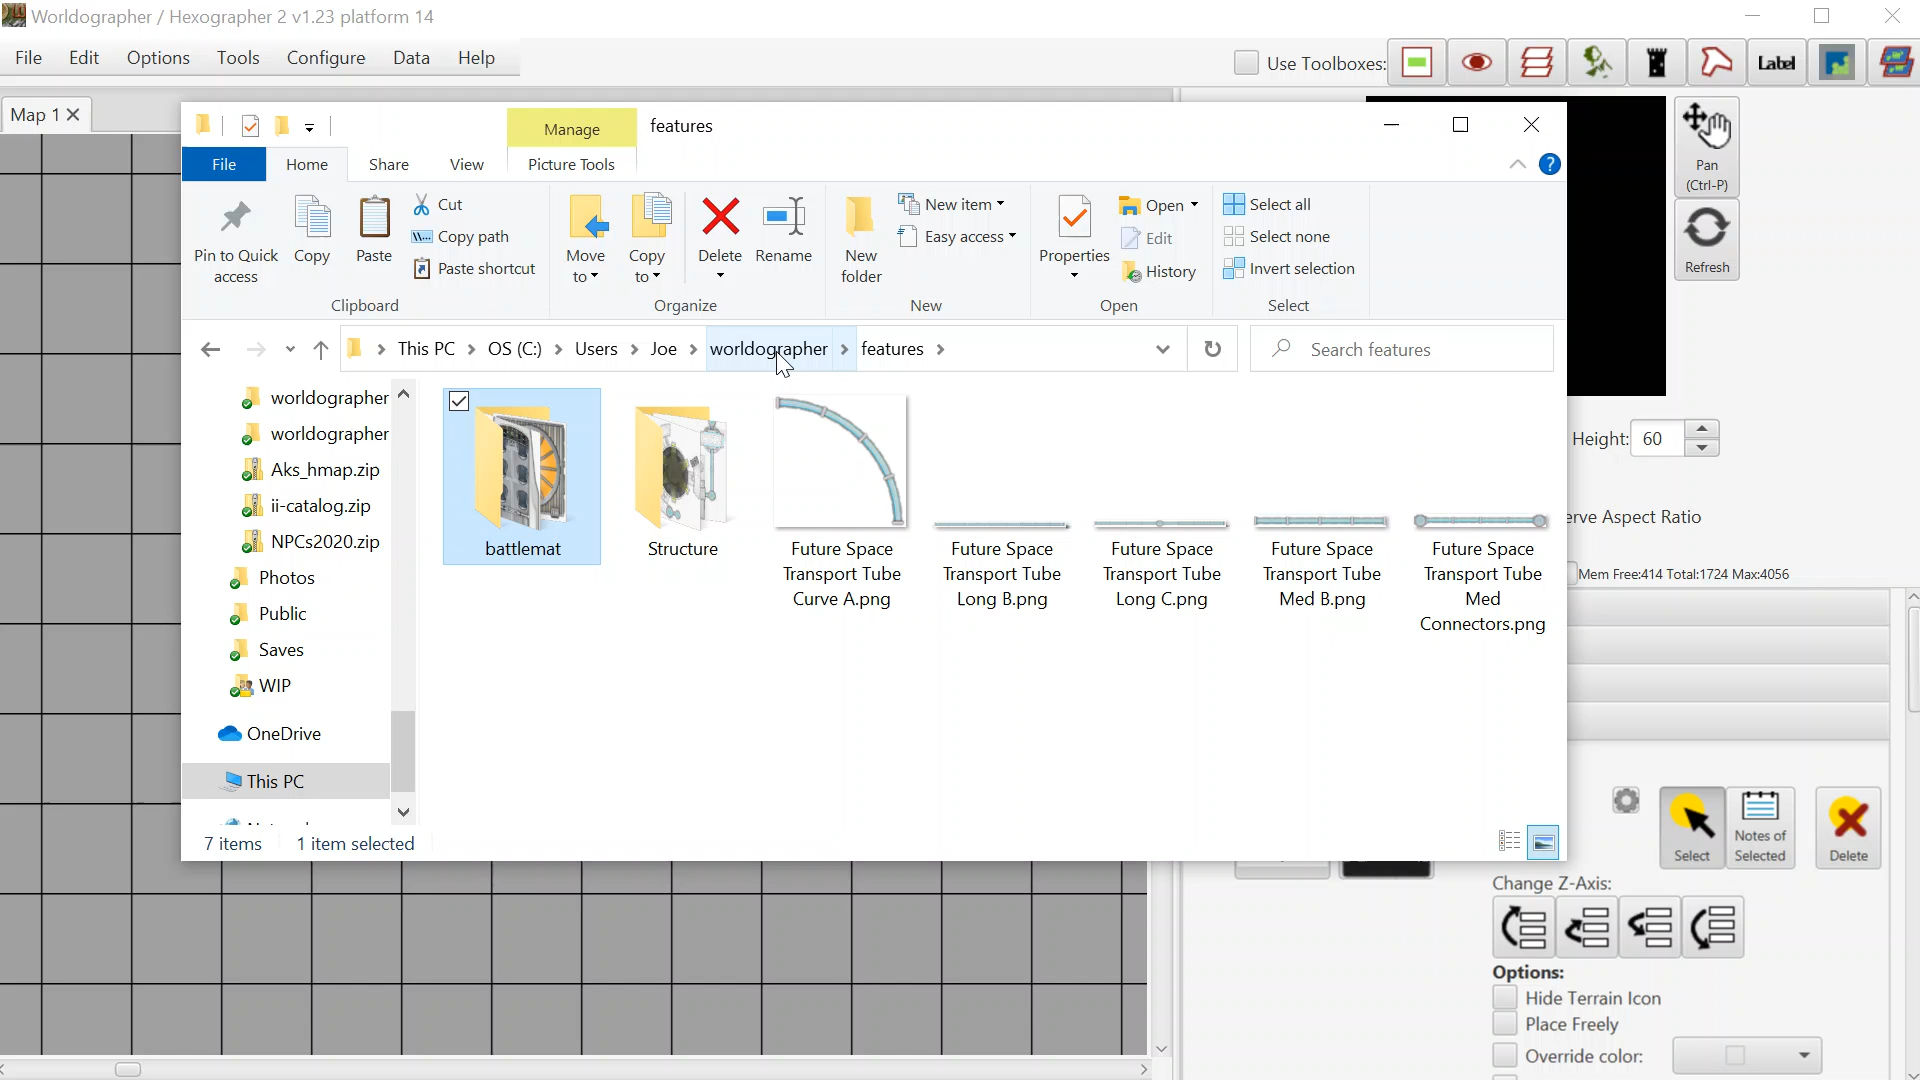 Worldographer / Hexographer 2 v1.23 platform 14
File Edit Options Tools Configure Data Help
Use Toolboxes: Label
Map 1
Manage features
File Home Share View Picture Tools
Pin to Quick access
Copy
Paste
Cut
Copy path
Paste shortcut
Clipboard
Move to
Copy to
Delete
Rename
Organize
New folder
New item
Easy access
New
Properties
Open
Edit
History
Open
Select all
Select none
Invert selection
Select
Pan
(Ctrl-P)
Refresh
This PC > OS (C:) > Users > Joe > worldographer > features >
Search features
worldographer
worldographer
Aks_hmap.zip
ii-catalog.zip
NPCs2020.zip
Photos
Public
Saves
WIP
OneDrive
This PC
battlemat
Structure
Future Space
Transport Tube
Curve A.png
Future Space
Transport Tube
Long B.png
Future Space
Transport Tube
Long C.png
Future Space
Transport Tube
Med B.png
Future Space
Transport Tube
Med
Connectors.png
7 items 1 item selected
Height: 60
erve Aspect Ratio
Mem Free:414 Total:1724 Max:4056
Select
Notes of
Selected
Delete
Change Z-Axis:
Options:
Hide Terrain Icon
Place Freely
Override color: